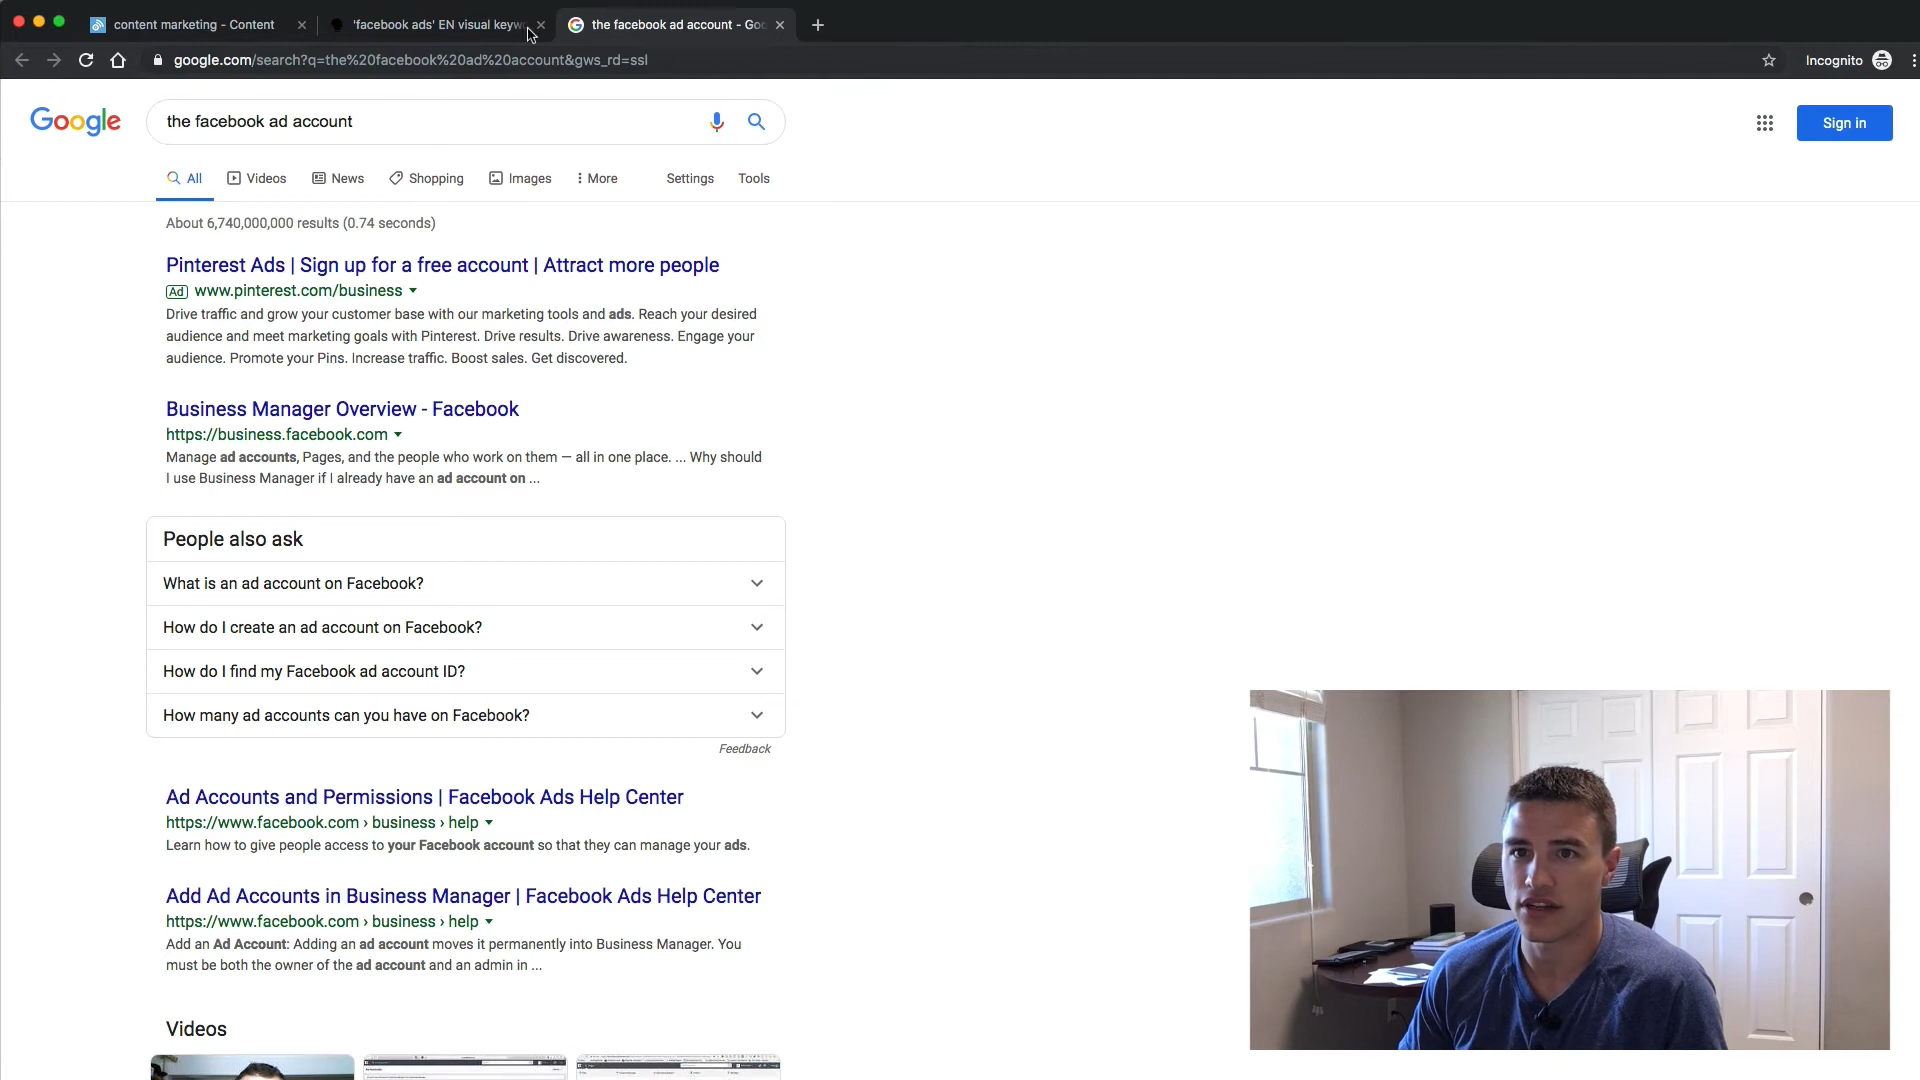 content marketing - Content
'facebook ads' EN visual keyw
the facebook ad account - Goo
google.com/search?q=the%20facebook%20ad%20account&gws_rd=ssl
Incognito
Google
the facebook ad account
Sign in
All
Videos
News
Shopping
Images
More
Settings
Tools
About 6,740,000,000 results (0.74 seconds)
Pinterest Ads | Sign up for a free account | Attract more people
Ad www.pinterest.com/business
Drive traffic and grow your customer base with our marketing tools and ads. Reach your desired
audience and meet marketing goals with Pinterest. Drive results. Drive awareness. Engage your
audience. Promote your Pins. Increase traffic. Boost sales. Get discovered.
Business Manager Overview - Facebook
https://business.facebook.com
Manage ad accounts, Pages, and the people who work on them — all in one place. ... Why should
I use Business Manager if I already have an ad account on ...
People also ask
What is an ad account on Facebook?
How do I create an ad account on Facebook?
How do I find my Facebook ad account ID?
How many ad accounts can you have on Facebook?
Feedback
Ad Accounts and Permissions | Facebook Ads Help Center
https://www.facebook.com › business › help
Learn how to give people access to your Facebook account so that they can manage your ads.
Add Ad Accounts in Business Manager | Facebook Ads Help Center
https://www.facebook.com › business › help
Add an Ad Account: Adding an ad account moves it permanently into Business Manager. You
must be both the owner of the ad account and an admin in ...
Videos